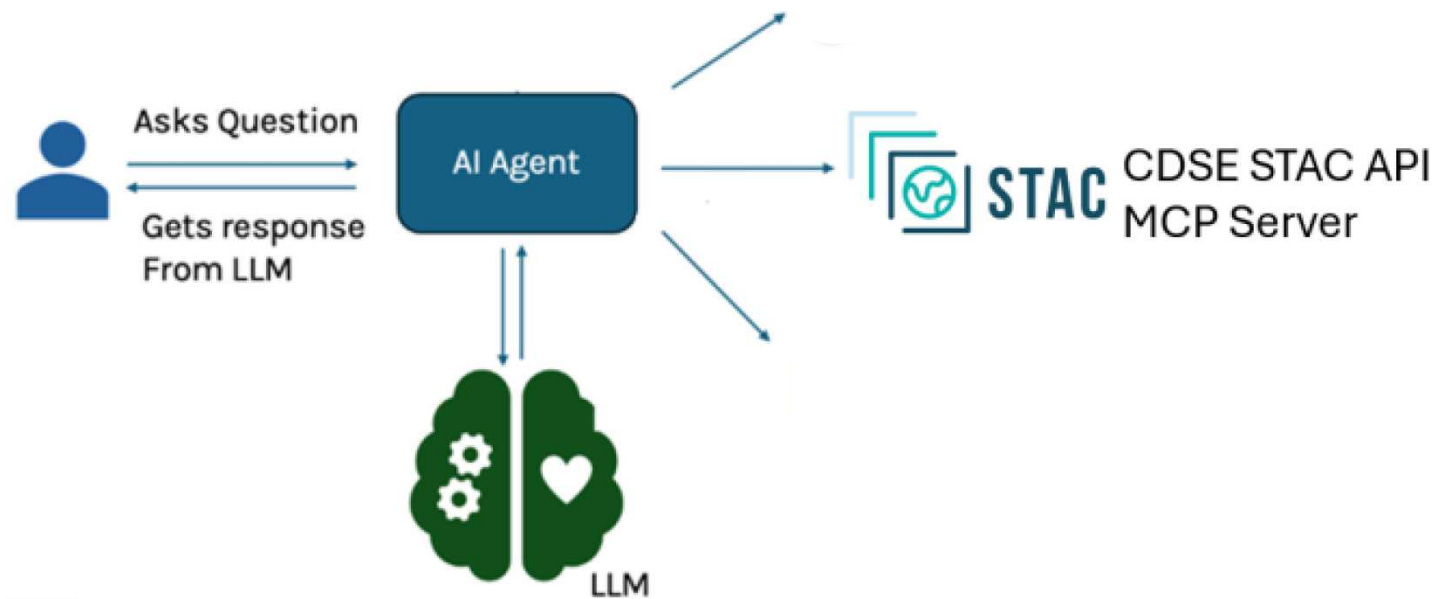 Asks Question
AI Agent
Gets response
From LLM
STAC
CDSE STAC API
MCP Server
LLM